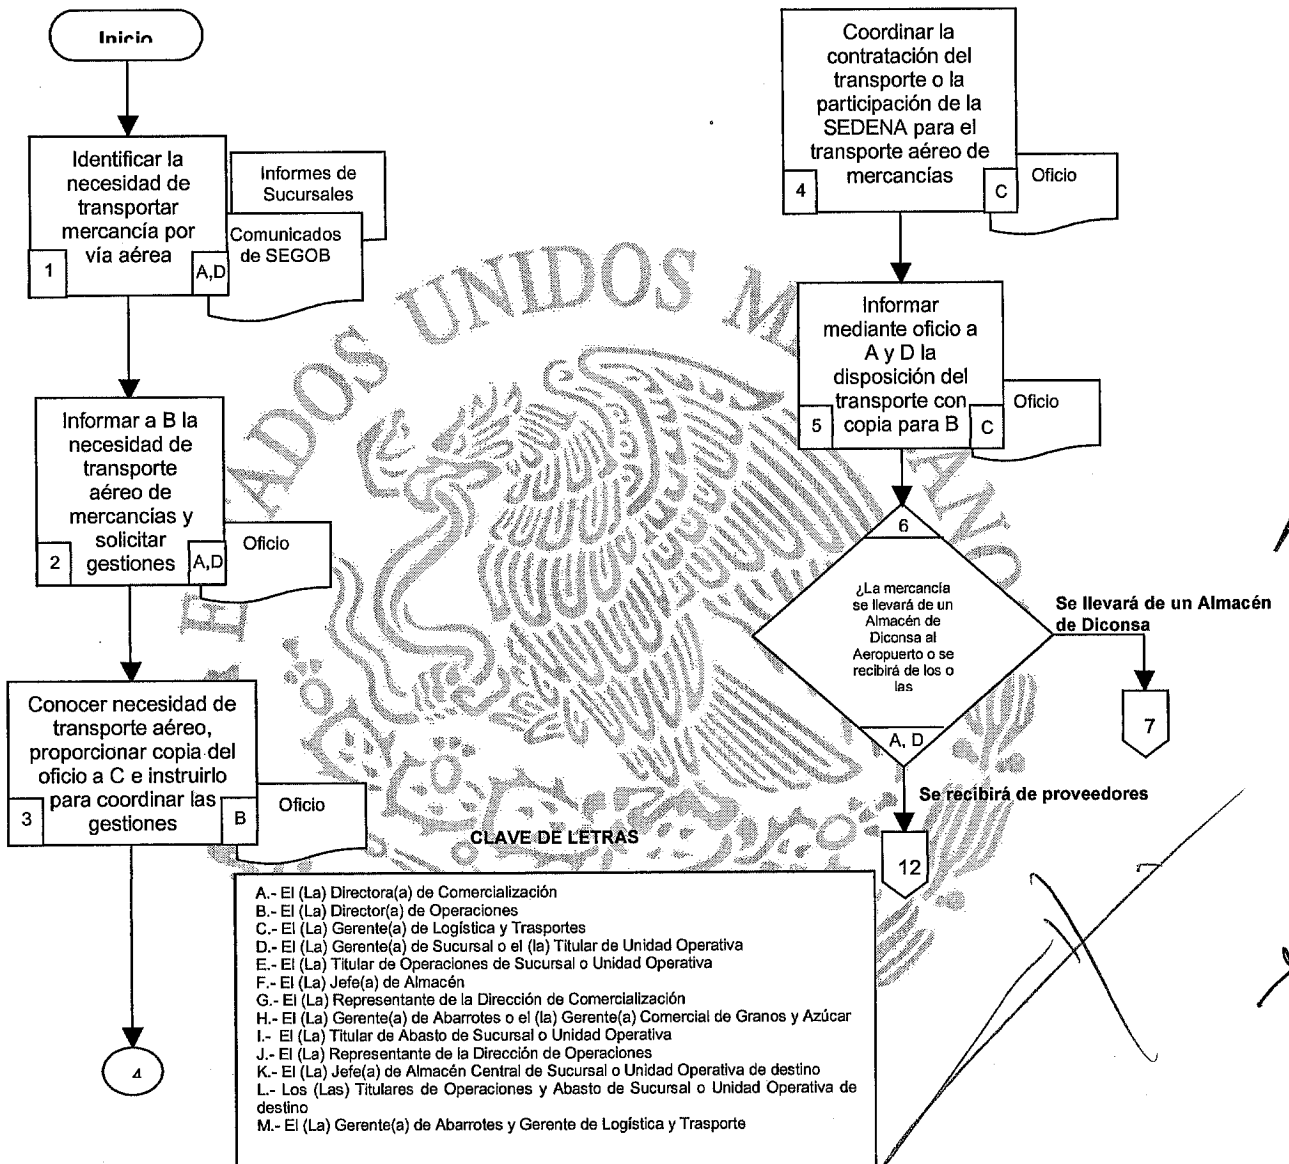 Inicio
Identificar la
necesidad de
transportar
mercancía por
vía aérea
1
A,D
Informes de
Sucursales
Comunicados
de SEGOB
Informar a B la
necesidad de
transporte
aéreo de
mercancías y
solicitar
gestiones
2
A,D
Oficio
Conocer necesidad de
transporte aéreo,
proporcionar copia del
oficio a C e instruirlo
para coordinar las
gestiones
3
B
Oficio
4
Coordinar la
contratación del
transporte o la
participación de la
SEDENA para el
transporte aéreo de
mercancías
4
C
Oficio
Informar
mediante oficio a
A y D la
disposición del
transporte con
copia para B
5
C
Oficio
6
¿La mercancía
se llevará de un
Almacén de
Diconsa al
Aeropuerto o se
recibirá de los o
las
A, D
Se llevará de un Almacén
de Diconsa
7
Se recibirá de proveedores
12
CLAVE DE LETRAS
A.- El (La) Directora(a) de Comercialización
B.- El (La) Director(a) de Operaciones
C.- El (La) Gerente(a) de Logística y Trasportes
D.- El (La) Gerente(a) de Sucursal o el (la) Titular de Unidad Operativa
E.- El (La) Titular de Operaciones de Sucursal o Unidad Operativa
F.- El (La) Jefe(a) de Almacén
G.- El (La) Representante de la Dirección de Comercialización
H.- El (La) Gerente(a) de Abarrotes o el (la) Gerente(a) Comercial de Granos y Azúcar
I.- El (La) Titular de Abasto de Sucursal o Unidad Operativa
J.- El (La) Representante de la Dirección de Operaciones
K.- El (La) Jefe(a) de Almacén Central de Sucursal o Unidad Operativa de destino
L.- Los (Las) Titulares de Operaciones y Abasto de Sucursal o Unidad Operativa de
destino
M.- El (La) Gerente(a) de Abarrotes y Gerente de Logística y Trasporte